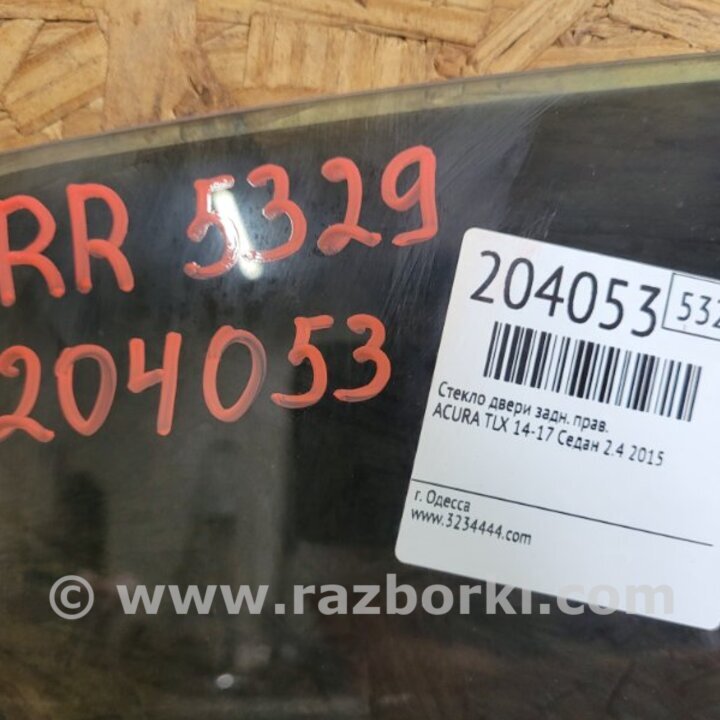 RR 5329
204053
204053
532
Стекло двери задн. прав.
ACURA TLX 14-17 Седан 2.4 2015
г. Одесса
www.3234444.com
© www.razborki.com